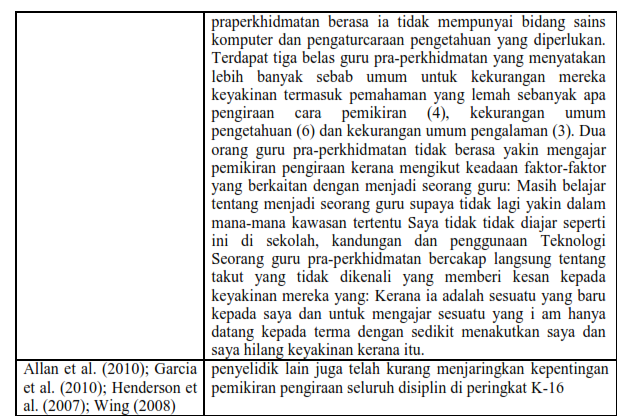 praperkhidmatan berasa ia tidak mempunyai bidang sains
komputer dan pengaturcaraan pengetahuan yang diperlukan.
Terdapat tiga belas guru pra-perkhidmatan yang menyatakan
lebih banyak sebab umum untuk kekurangan mereka
keyakinan termasuk pemahaman yang lemah sebanyak apa
pengiraan cara pemikiran (4), kekurangan umum
pengetahuan (6) dan kekurangan umum pengalaman (3). Dua
orang guru pra-perkhidmatan tidak berasa yakin mengajar
pemikiran pengiraan kerana mengikut keadaan faktor-faktor
yang berkaitan dengan menjadi seorang guru: Masih belajar
tentang menjadi seorang guru supaya tidak lagi yakin dalam
mana-mana kawasan tertentu Saya tidak tidak diajar seperti
ini di sekolah, kandungan dan penggunaan Teknologi
Seorang guru pra-perkhidmatan bercakap langsung tentang
takut yang tidak dikenali yang memberi kesan kepada
keyakinan mereka yang: Kerana ia adalah sesuatu yang baru
kepada saya dan untuk mengajar sesuatu yang i am hanya
datang kepada terma dengan sedikit menakutkan saya dan
saya hilang keyakinan kerana itu.
Allan et al. (2010); Garcia
et al. (2010); Henderson et
al. (2007); Wing (2008)
penyelidik lain juga telah kurang menjaringkan kepentingan
pemikiran pengiraan seluruh disiplin di peringkat K-16